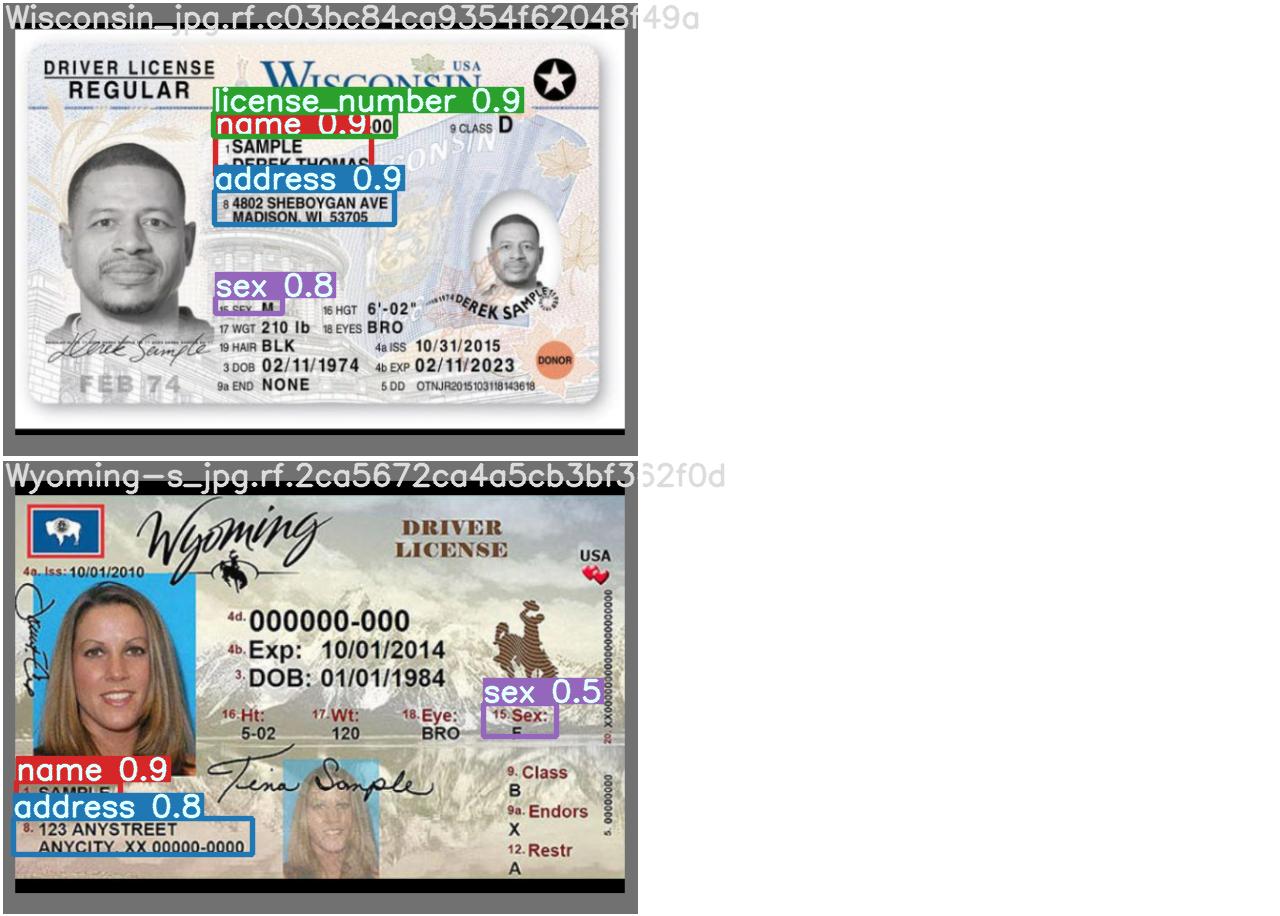 Wisconsin_jpg.rf.c03bc84ca9354f62048f49a
DRIVER LICENSE
REGULAR
WISCONSIN
USA
license_number 0.9
name 0.9
00
9 CLASS D
1 SAMPLE
DEREK THOMAS
CONSIN
address 0.9
8 4802 SHEBOYGAN AVE
MADISON, WI 53705
sex 0.8
15 SEX M
16 HGT 6'-02"
17 WGT 210 lb
18 EYES BRO
DEREK SAMPLE
Derek Sample
19 HAIR BLK
4a ISS 10/31/2015
3 DOB 02/11/1974
4b EXP 02/11/2023
DONOR
FEB 74
9a END NONE
5 DD OTNJR2015103118143618
Wyoming-s_jpg.rf.2ca5672ca4a5cb3bf362f0d
Wyoming
DRIVER
LICENSE
USA
4a. Iss: 10/01/2010
4d. 000000-000
4b. Exp: 10/01/2014
3. DOB: 01/01/1984
sex 0.5
16. Ht:
5-02
17. Wt:
120
18. Eye:
BRO
15. Sex:
F
name 0.9
1. SAMPLE
Tina Sample
address 0.8
8. 123 ANYSTREET
ANYCITY, XX 00000-0000
9. Class
B
9a. Endors
X
12. Restr
A
5. 00000000